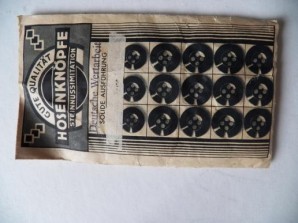 GUTE QUALITÄT
HOSENKNÖPFE
STEINNUSSIMITATION
Deutsche Wertarbeit
SOLIDE AUSFÜHRUNG